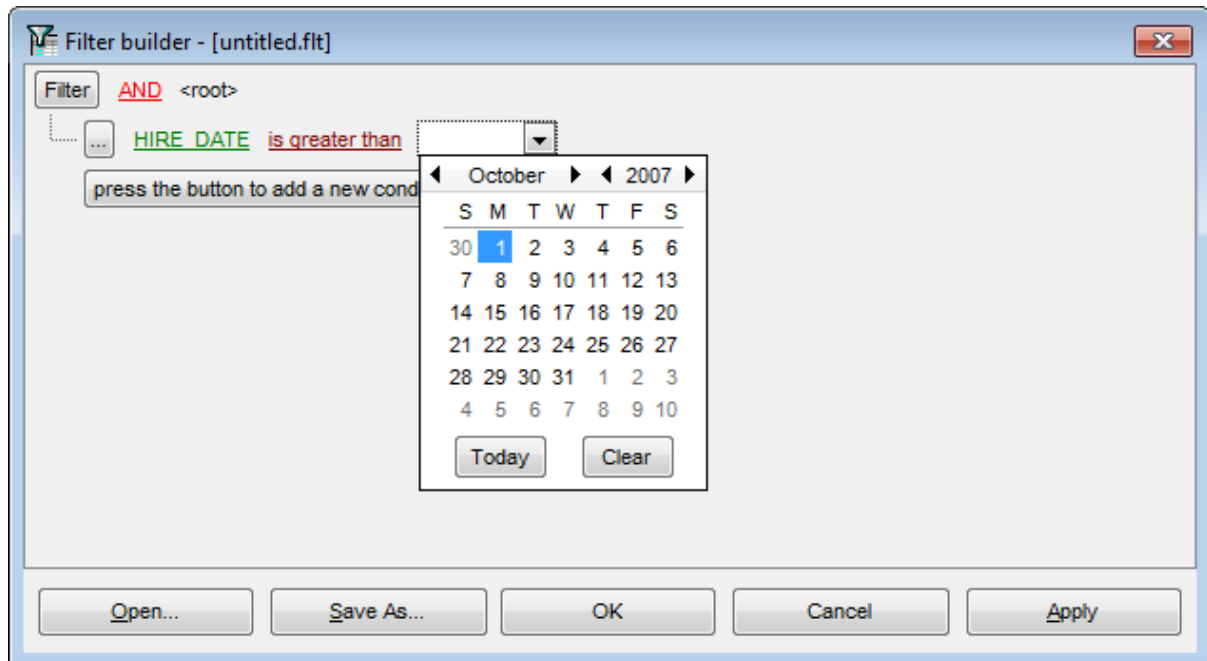 Filter builder - [untitled.flt]
Filter AND <root>
... HIRE_DATE is greater than
press the button to add a new cond
October 2007
S M T W T F S
30 1 2 3 4 5 6
7 8 9 10 11 12 13
14 15 16 17 18 19 20
21 22 23 24 25 26 27
28 29 30 31 1 2 3
4 5 6 7 8 9 10
Today Clear
Open... Save As... OK Cancel Apply